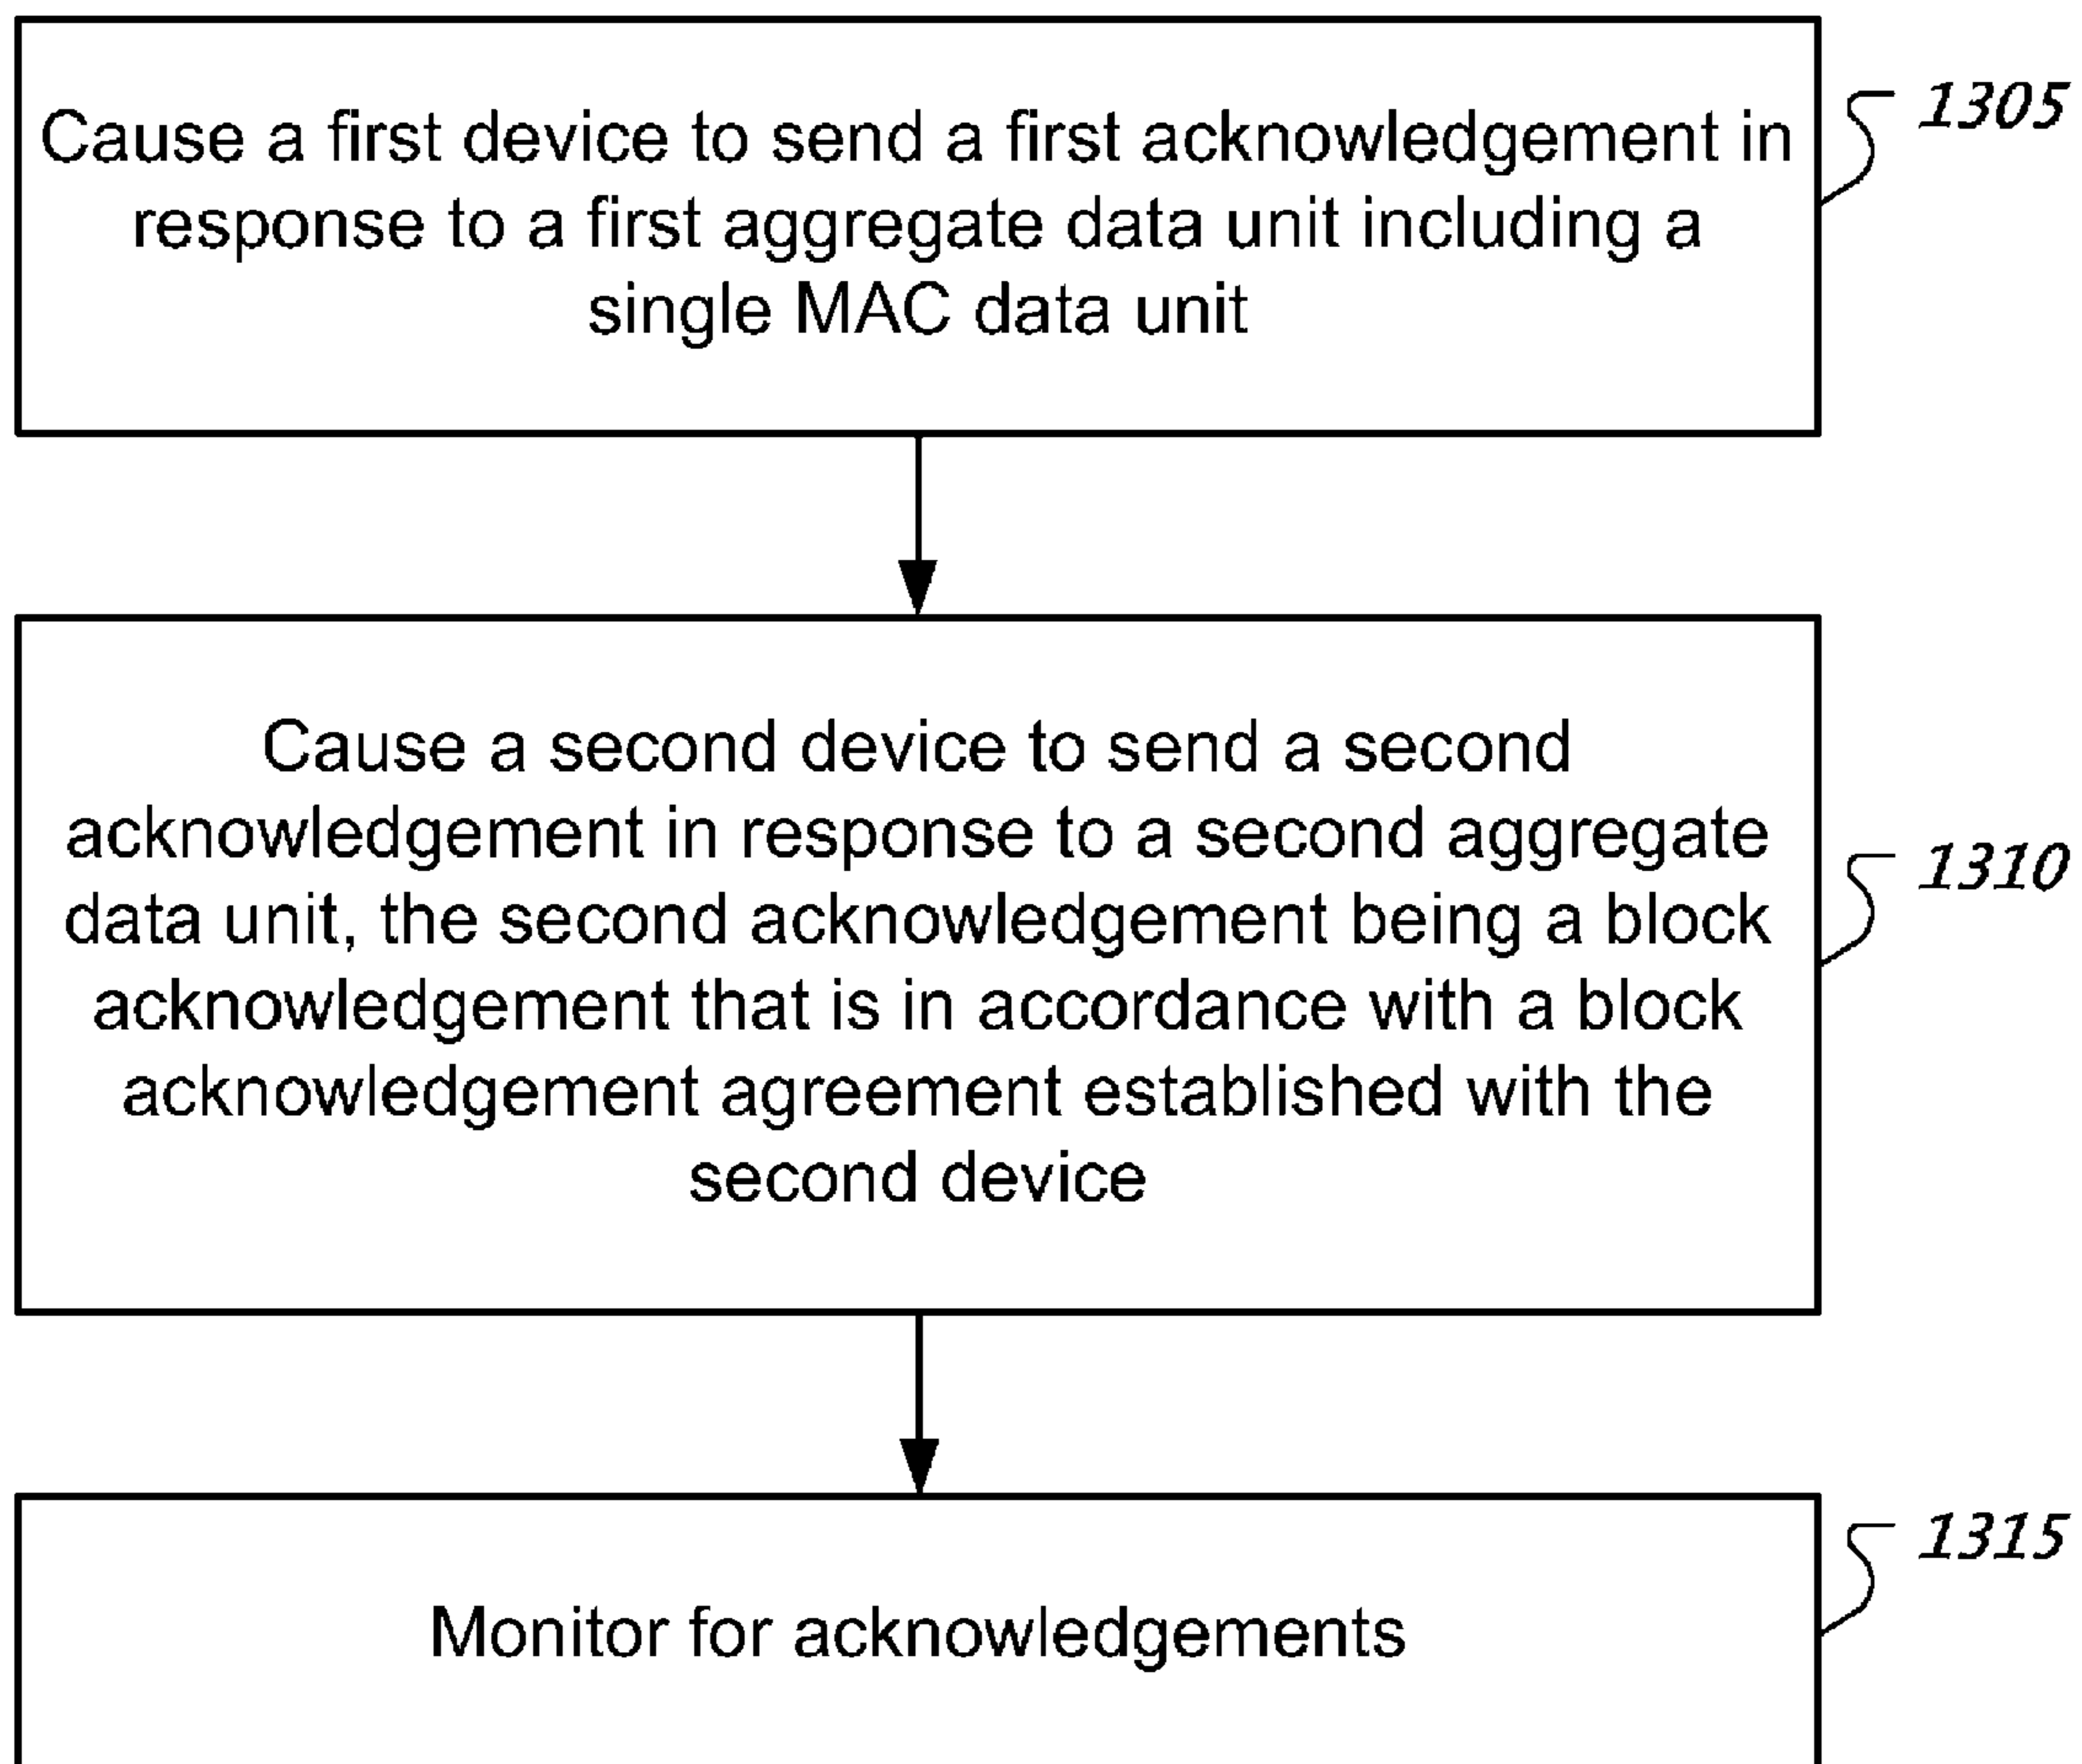 Cause a first device to send a first acknowledgement in
response to a first aggregate data unit including a
single MAC data unit
1305
Cause a second device to send a second
acknowledgement in response to a second aggregate
data unit, the second acknowledgement being a block
acknowledgement that is in accordance with a block
acknowledgement agreement established with the
second device
1310
Monitor for acknowledgements
1315